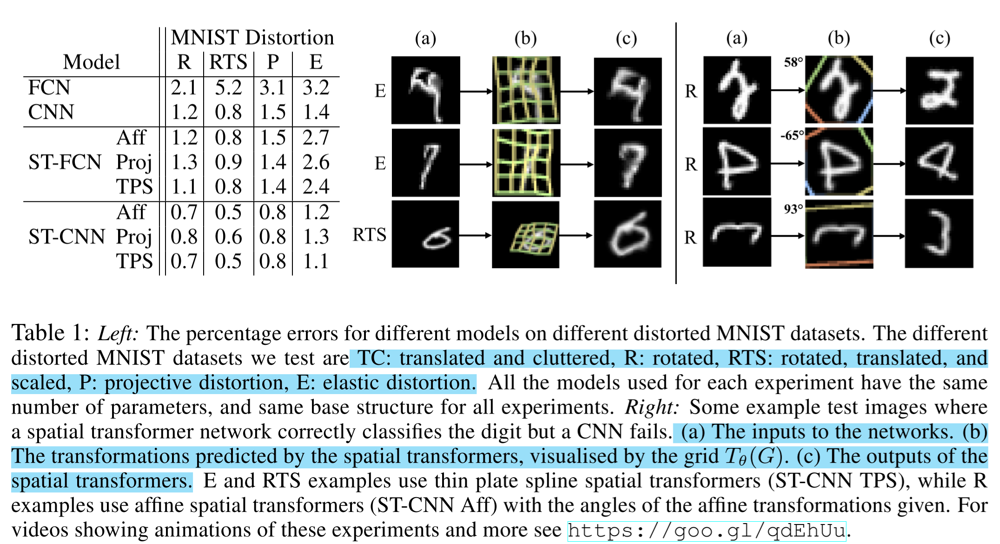 MNIST Distortion
Model R RTS P E
FCN 2.1 5.2 3.1 3.2
CNN 1.2 0.8 1.5 1.4
Aff 1.2 0.8 1.5 2.7
ST-FCN Proj 1.3 0.9 1.4 2.6
TPS 1.1 0.8 1.4 2.4
Aff 0.7 0.5 0.8 1.2
ST-CNN Proj 0.8 0.6 0.8 1.3
TPS 0.7 0.5 0.8 1.1
(a) (b) (c)
E
E
RTS
(a) (b) (c)
R 58°
R -65°
R 93°
Table 1: Left: The percentage errors for different models on different distorted MNIST datasets. The different
distorted MNIST datasets we test are TC: translated and cluttered, R: rotated, RTS: rotated, translated, and
scaled, P: projective distortion, E: elastic distortion. All the models used for each experiment have the same
number of parameters, and same base structure for all experiments. Right: Some example test images where
a spatial transformer network correctly classifies the digit but a CNN fails. (a) The inputs to the networks. (b)
The transformations predicted by the spatial transformers, visualised by the grid T_θ(G). (c) The outputs of the
spatial transformers. E and RTS examples use thin plate spline spatial transformers (ST-CNN TPS), while R
examples use affine spatial transformers (ST-CNN Aff) with the angles of the affine transformations given. For
videos showing animations of these experiments and more see https://goo.gl/qdEhUu.